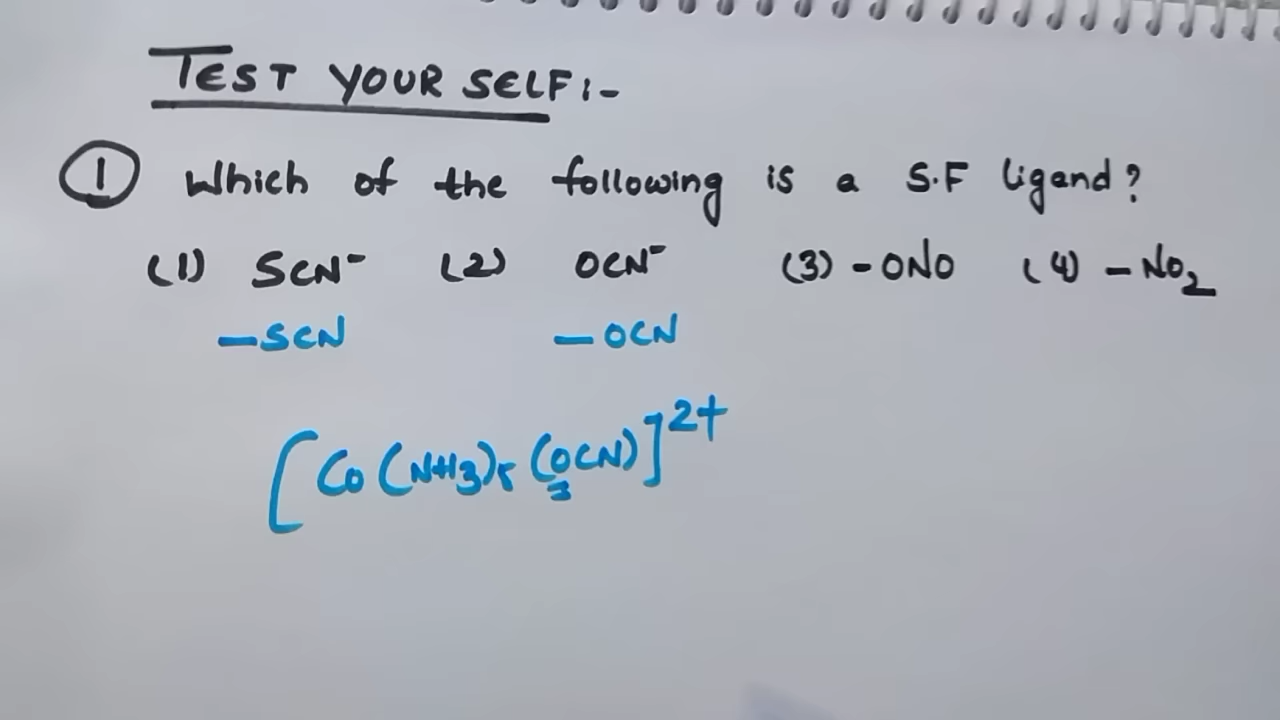 TEST YOUR SELF:-
① Which of the following is a S.F ligand?
(1) SCN⁻ (2) OCN⁻ (3) -ONO (4) -NO₂
-SCN -OCN
[Co(NH₃)₅(OCN)]²⁺
3